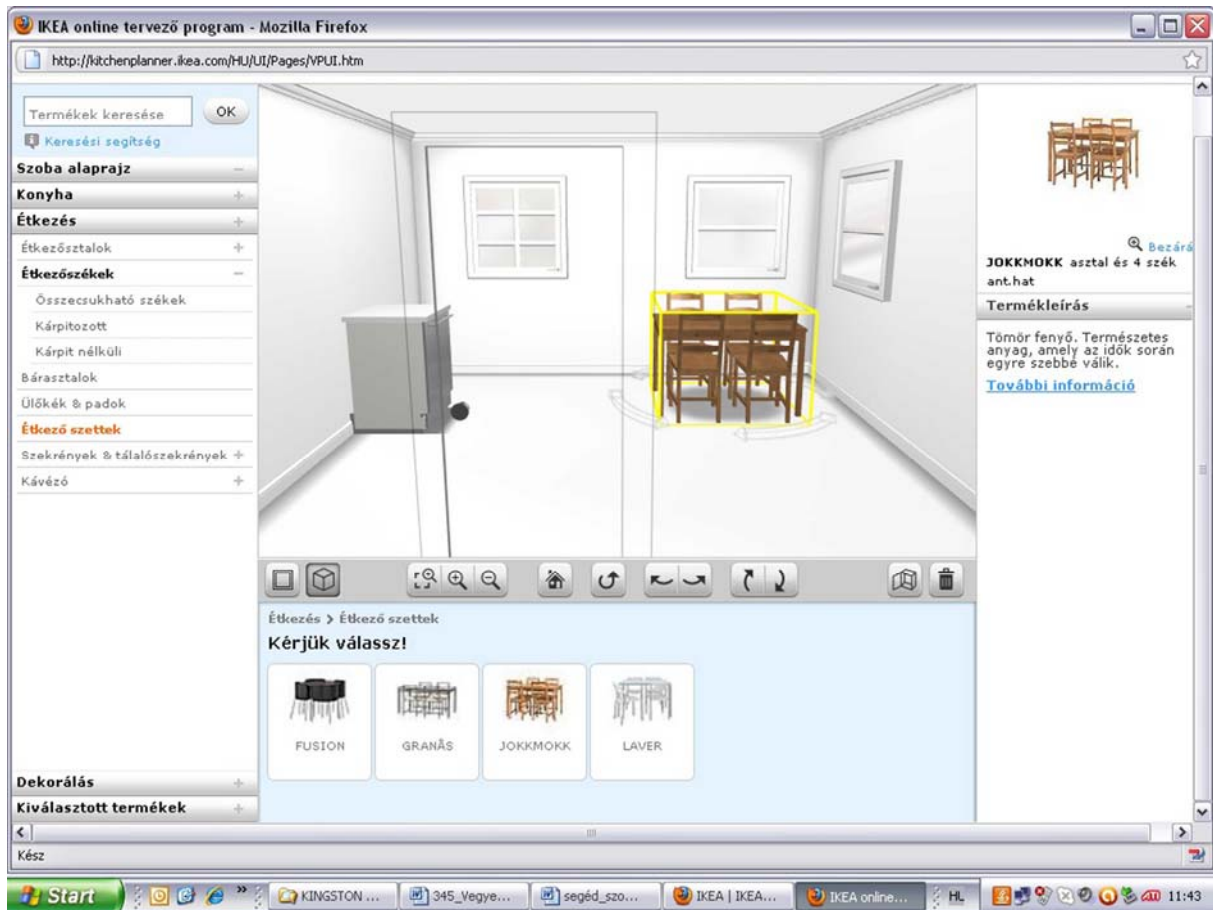 IKEA online tervező program - Mozilla Firefox
http://kitchenplanner.ikea.com/HU/UI/Pages/VPUI.htm
Termékek keresése
OK
Keresési segítség
Szoba alaprajz
Konyha
Étkezés
Étkezősztalok
Étkezőszékek
Összecsukható székek
Kárpitozott
Kárpit nélküli
Bárasztalok
Ülőkék & padok
Étkező szettek
Szekrények & tálalószekrények
Kávézó
Dekorálás
Kiválasztott termékek
Étkezés > Étkező szettek
Kérjük válassz!
FUSION
GRANÅS
JOKKMOKK
LAVER
Bezárá
JOKKMOKK asztal és 4 szék
ant.hat
Termékleírás
Tömör fenyő. Természetes
anyag, amely az idők során
egyre szebbé válik.
További információ
Kész
Start
KINGSTON ...
345_Vegye...
segéd_szo...
IKEA | IKEA...
IKEA online...
HL
11:43